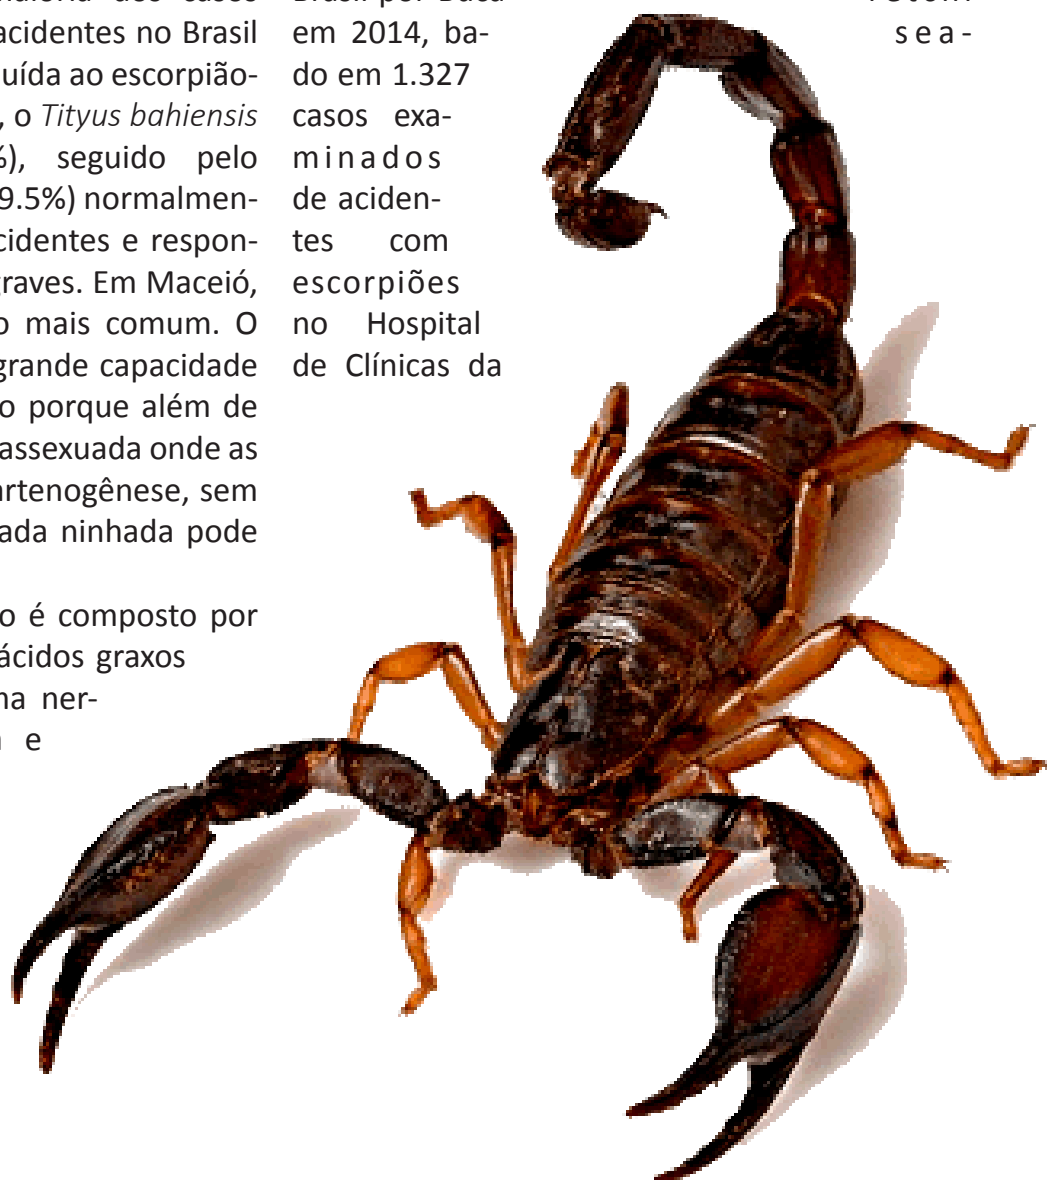 acidentes no Brasil
uída ao escorpião-
, o Tityus bahiensis
%), seguido pelo
9.5%) normalmen-
cidentes e respon-
graves. Em Maceió,
o mais comum. O
grande capacidade
o porque além de
assexuada onde as
artenogênese, sem
ada ninhada pode
o é composto por
ácidos graxos
na ner-
e
em 2014, ba-
do em 1.327
casos exa-
minados
de aciden-
tes com
escorpiões
no Hospital
de Clínicas da
sea-